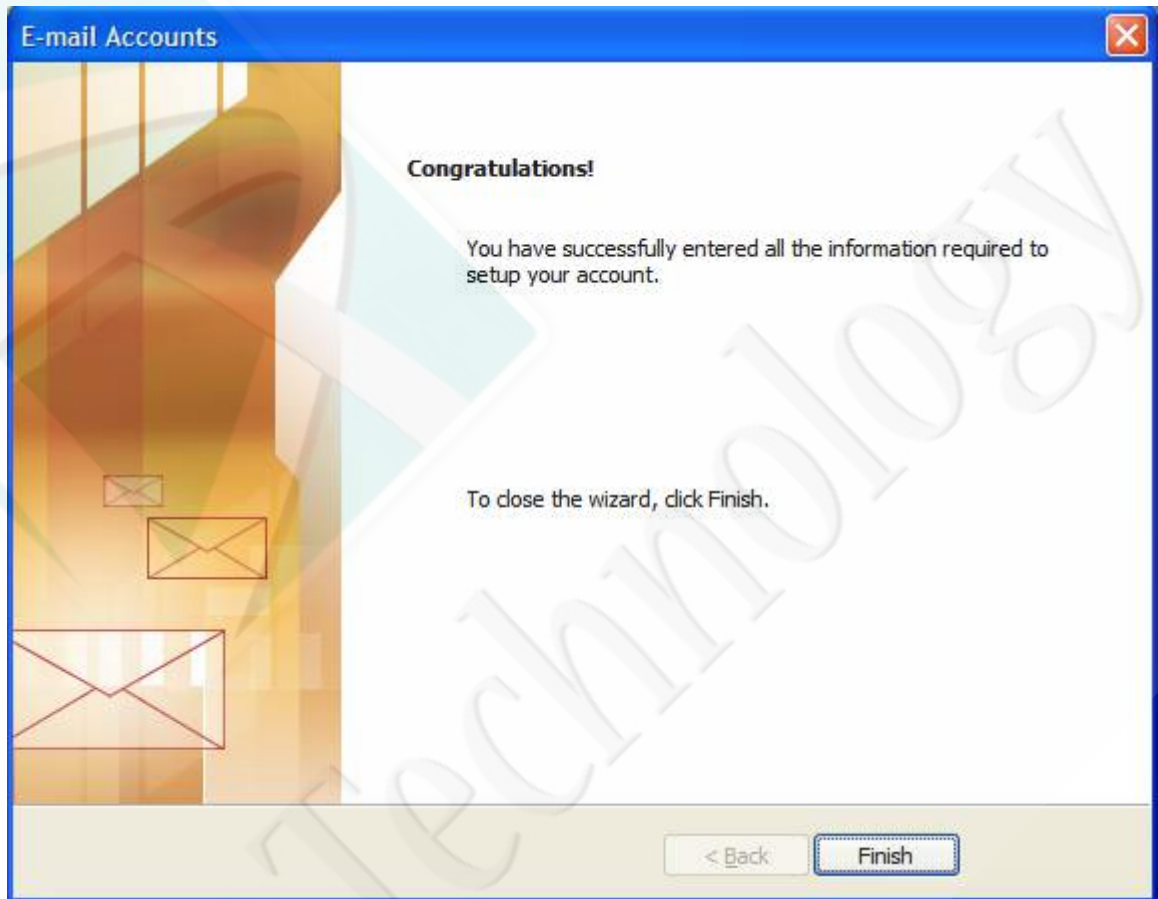 E-mail Accounts
Congratulations!
You have successfully entered all the information required to
setup your account.
To close the wizard, click Finish.
< Back
Finish
Technology